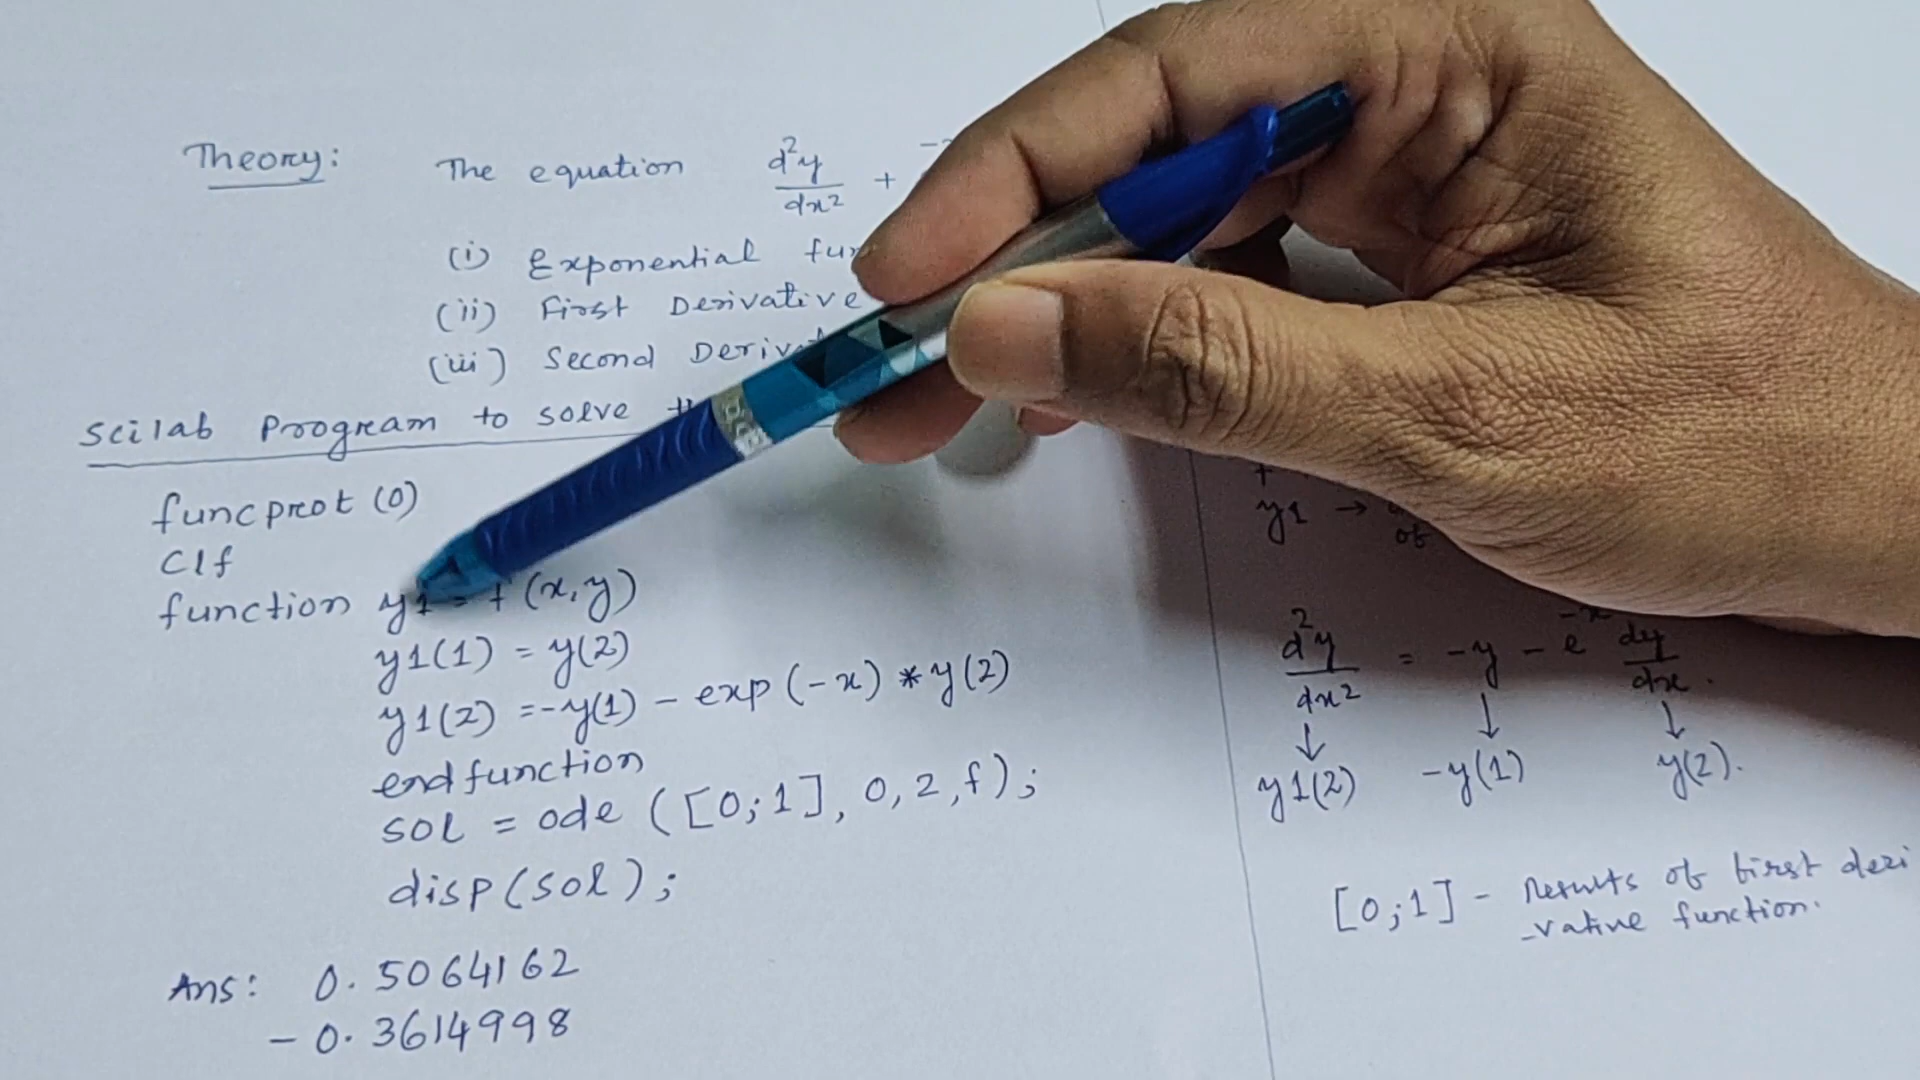 Theory: The equation d²y/dx² +
(i) Exponential
(ii) First Derivative
(iii) Second
Scilab Program to solve
funcprot (0)
clf
function y1 = f (x,y)
y1(1) = y(2)
y1(2) =-y(1) - exp (-x) * y(2)
endfunction
sol = ode ([0;1], 0, 2, f);
disp(sol);
Ans: 0.5064162
-0.3614998
y1 →
of
d²y/dx² = -y - e dy/dx.
↓ ↓ ↓
y1(2) -y(1) y(2).
[0;1] - Results of first deri
-vative function.